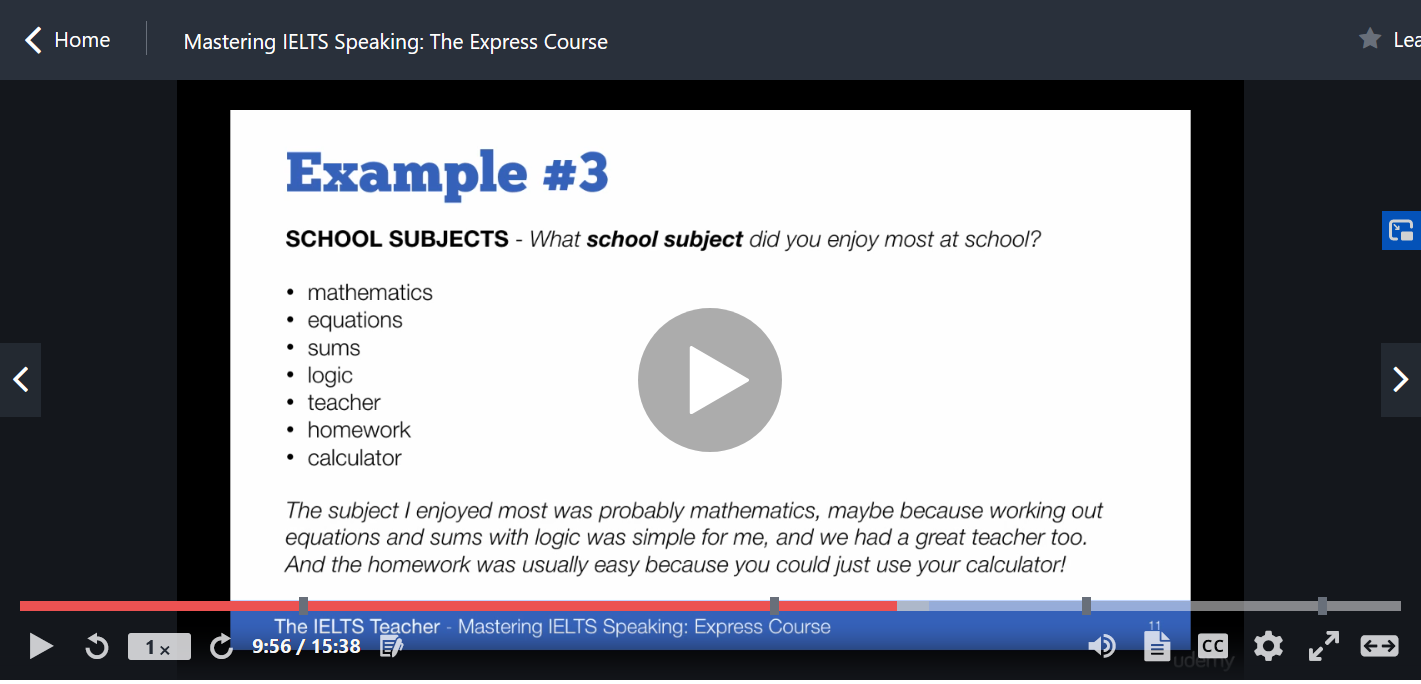 Home
Mastering IELTS Speaking: The Express Course
Lea
Example #3
SCHOOL SUBJECTS - What school subject did you enjoy most at school?
• mathematics
• equations
• sums
• logic
• teacher
• homework
• calculator
The subject I enjoyed most was probably mathematics, maybe because working out
equations and sums with logic was simple for me, and we had a great teacher too.
And the homework was usually easy because you could just use your calculator!
The IELTS Teacher - Mastering IELTS Speaking: Express Course
11
1 x
9:56 / 15:38
CC
udemy